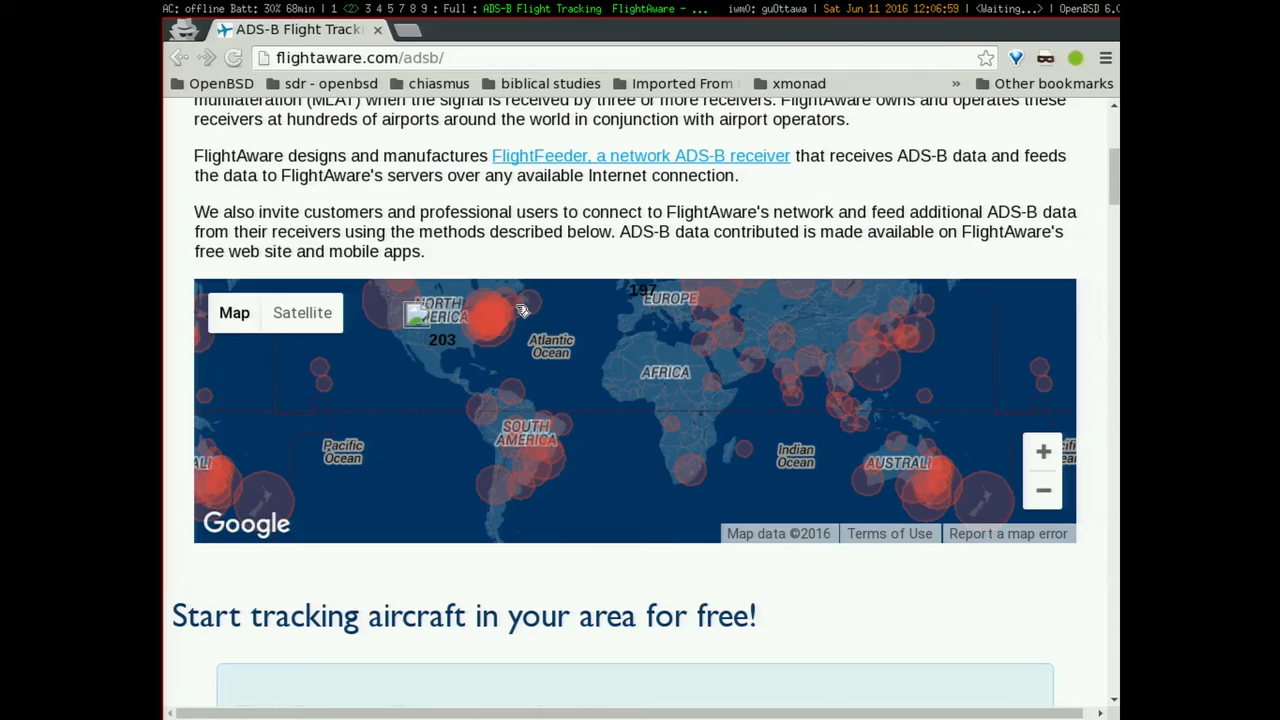 AC: offline Batt: 30% 68min | 1 <2> 3 4 5 7 8 9 : Full : ADS-B Flight Tracking FlightAware - ... iwm0: guOttawa | Sat Jun 11 2016 12:06:59 | <Waiting...> | OpenBSD 6.
ADS-B Flight Track
flightaware.com/adsb/
OpenBSD sdr - openbsd chiasmus biblical studies Imported From xmonad » Other bookmarks
multilateration (MLAT) when the signal is received by three or more receivers. FlightAware owns and operates these
receivers at hundreds of airports around the world in conjunction with airport operators.
FlightAware designs and manufactures FlightFeeder, a network ADS-B receiver that receives ADS-B data and feeds
the data to FlightAware's servers over any available Internet connection.
We also invite customers and professional users to connect to FlightAware's network and feed additional ADS-B data
from their receivers using the methods described below. ADS-B data contributed is made available on FlightAware's
free web site and mobile apps.
Map Satellite
197
NORTH
AMERICA
EUROPE
203
Atlantic
Ocean
AFRICA
SOUTH
AMERICA
Pacific
Ocean
Indian
Ocean
AUSTRALI
ALI
cifi
an
+
−
Google
Map data ©2016 Terms of Use Report a map error
Start tracking aircraft in your area for free!